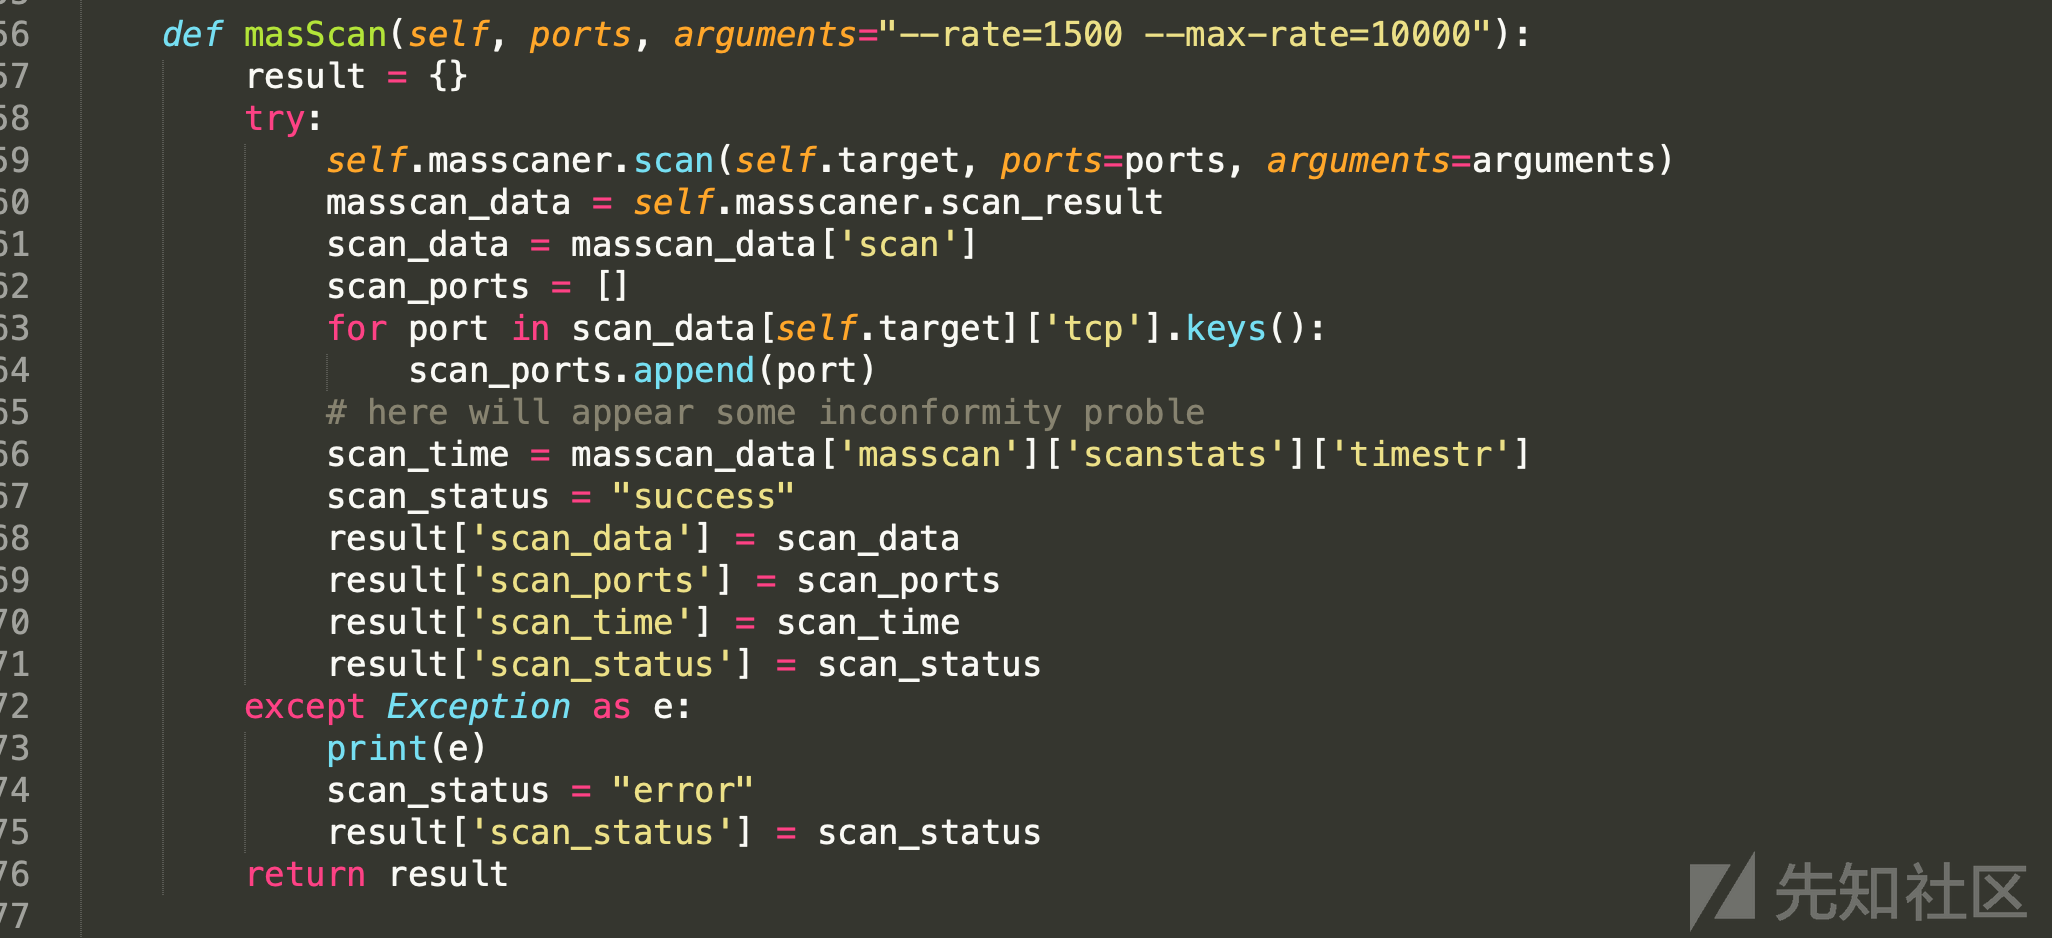 56 def masScan(self, ports, arguments="--rate=1500 --max-rate=10000"):
57 result = {}
58 try:
59 self.masscaner.scan(self.target, ports=ports, arguments=arguments)
60 masscan_data = self.masscaner.scan_result
61 scan_data = masscan_data['scan']
62 scan_ports = []
63 for port in scan_data[self.target]['tcp'].keys():
64 scan_ports.append(port)
65 # here will appear some inconformity proble
66 scan_time = masscan_data['masscan']['scanstats']['timestr']
67 scan_status = "success"
68 result['scan_data'] = scan_data
69 result['scan_ports'] = scan_ports
70 result['scan_time'] = scan_time
71 result['scan_status'] = scan_status
72 except Exception as e:
73 print(e)
74 scan_status = "error"
75 result['scan_status'] = scan_status
76 return result
77
先知社区